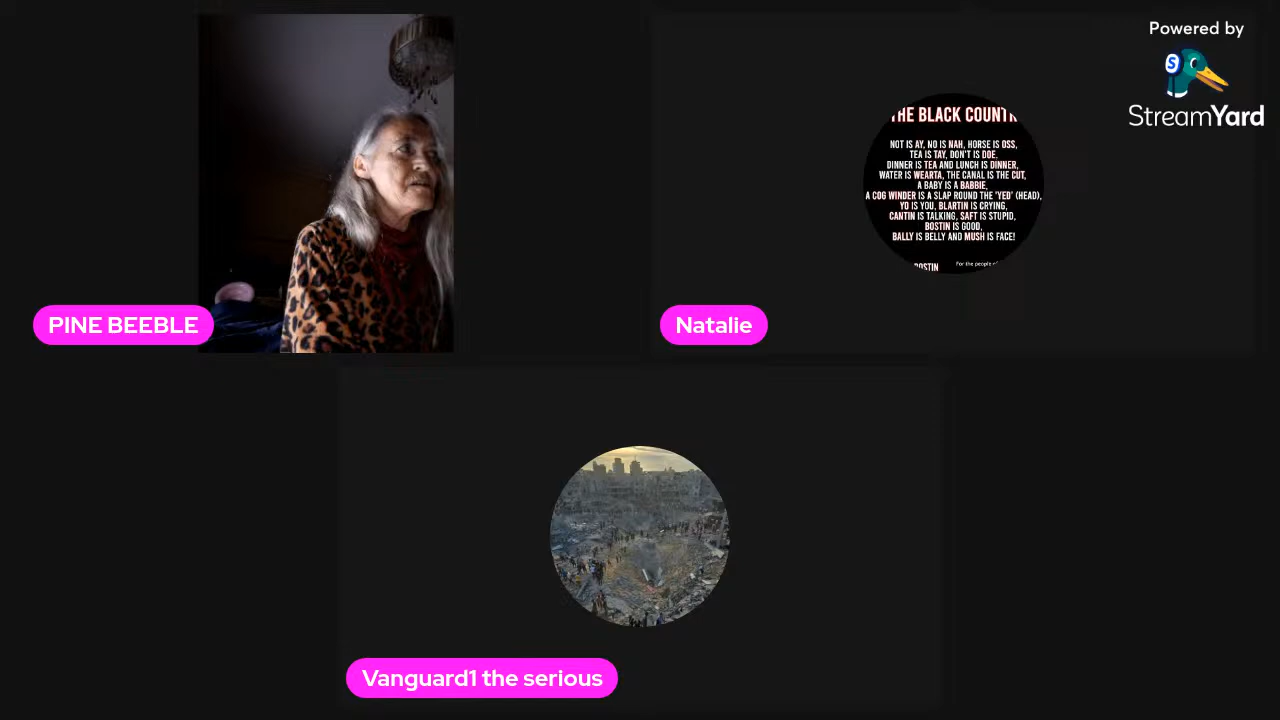 Powered by
S
StreamYard
THE BLACK COUNTR
NOT IS AY, NO IS NAH, HORSE IS OSS,
TEA IS TAY, DON'T IS DOE,
DINNER IS TEA AND LUNCH IS DINNER,
WATER IS WEARTA, THE CANAL IS THE CUT,
A BABY IS A BABBIE,
A COG WINDER IS A SLAP ROUND THE 'YED' (HEAD),
YO IS YOU, BLARTIN IS CRYING,
CANTIN IS TALKING, SAFT IS STUPID,
BOSTIN IS GOOD,
BALLY IS BELLY AND MUSH IS FACE!
BOSTIN
For the people of
PINE BEEBLE
Natalie
Vanguard1 the serious